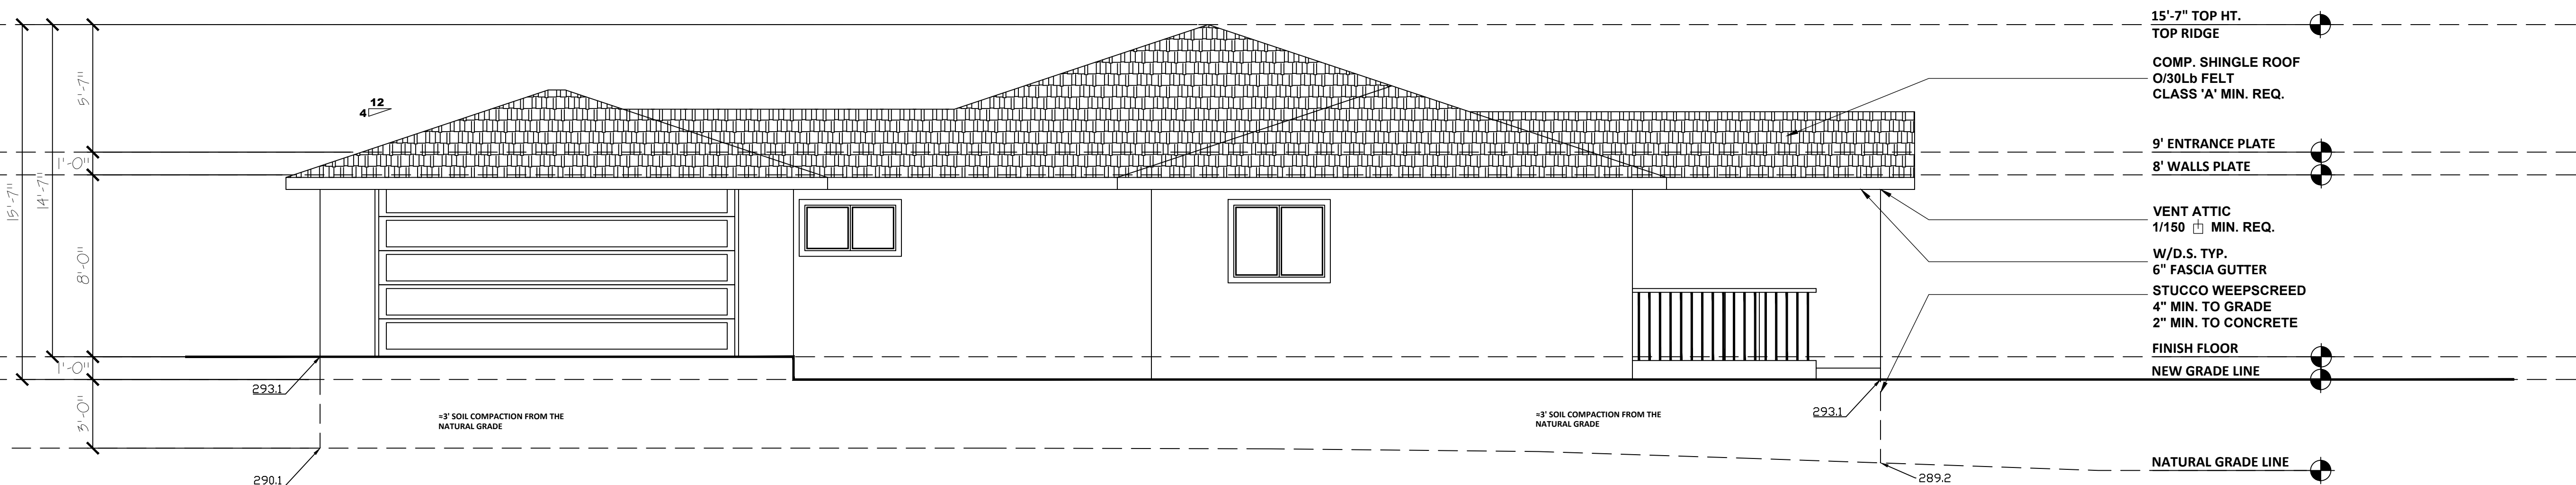 15'-7"
14'-7"
5'-7"
1'-0"
8'-0"
1'-0"
3'-0"
12
4
293.1
290.1
≈3' SOIL COMPACTION FROM THE
NATURAL GRADE
≈3' SOIL COMPACTION FROM THE
NATURAL GRADE
293.1
289.2
15'-7" TOP HT.
TOP RIDGE
COMP. SHINGLE ROOF
O/30Lb FELT
CLASS 'A' MIN. REQ.
9' ENTRANCE PLATE
8' WALLS PLATE
VENT ATTIC
1/150 MIN. REQ.
W/D.S. TYP.
6" FASCIA GUTTER
STUCCO WEEPSCREED
4" MIN. TO GRADE
2" MIN. TO CONCRETE
FINISH FLOOR
NEW GRADE LINE
NATURAL GRADE LINE